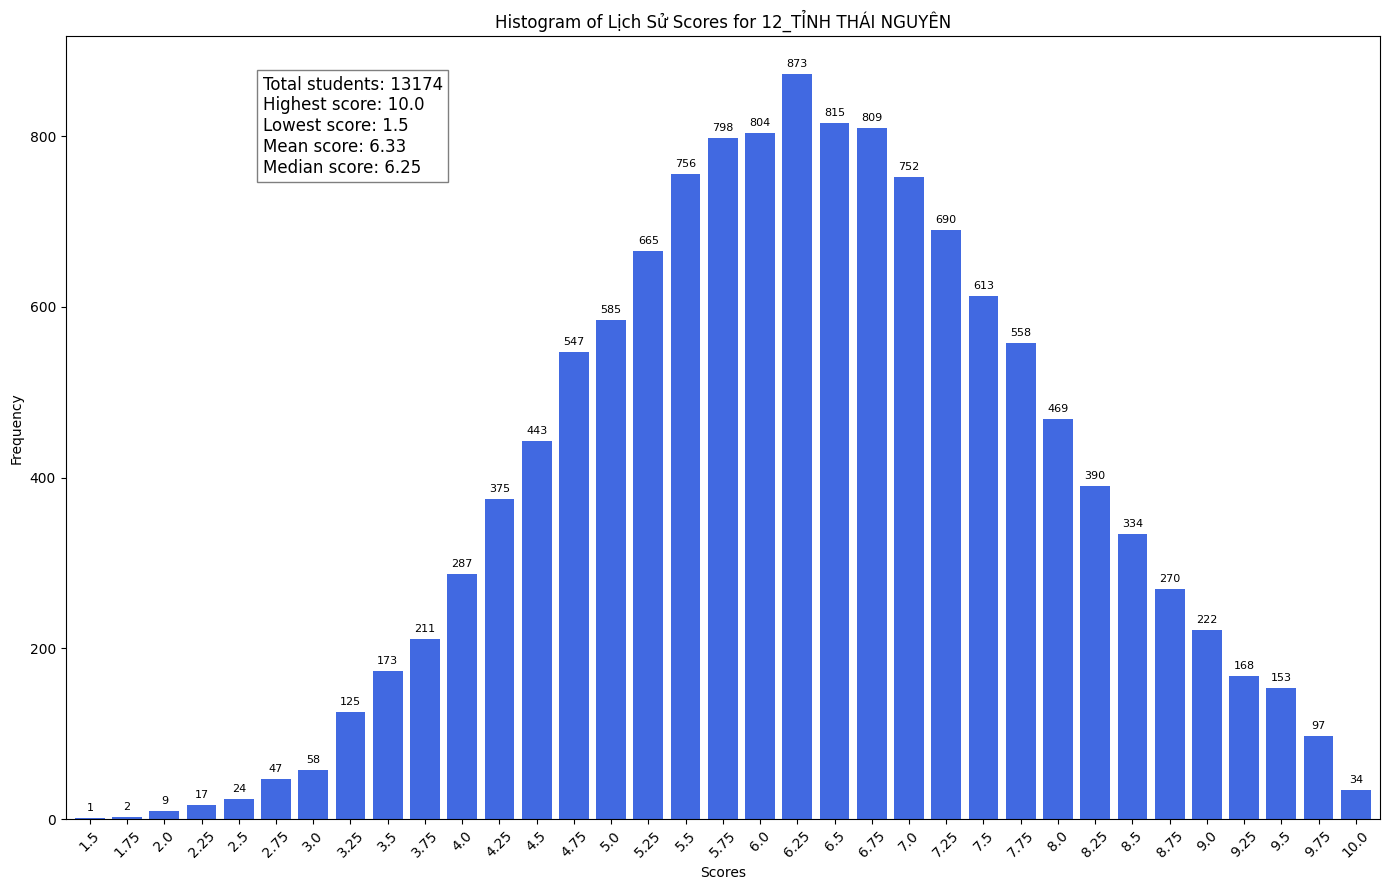 Histogram of Lịch Sử Scores for 12_TỈNH THÁI NGUYÊN
Total students: 13174
Highest score: 10.0
Lowest score: 1.5
Mean score: 6.33
Median score: 6.25
Frequency
800
600
400
200
0
1 2 9 17 24 47 58 125 173 211 287 375 443 547 585 665 756 798 804 873 815 809 752 690 613 558 469 390 334 270 222 168 153 97 34
1.5 1.75 2.0 2.25 2.5 2.75 3.0 3.25 3.5 3.75 4.0 4.25 4.5 4.75 5.0 5.25 5.5 5.75 6.0 6.25 6.5 6.75 7.0 7.25 7.5 7.75 8.0 8.25 8.5 8.75 9.0 9.25 9.5 9.75 10.0
Scores